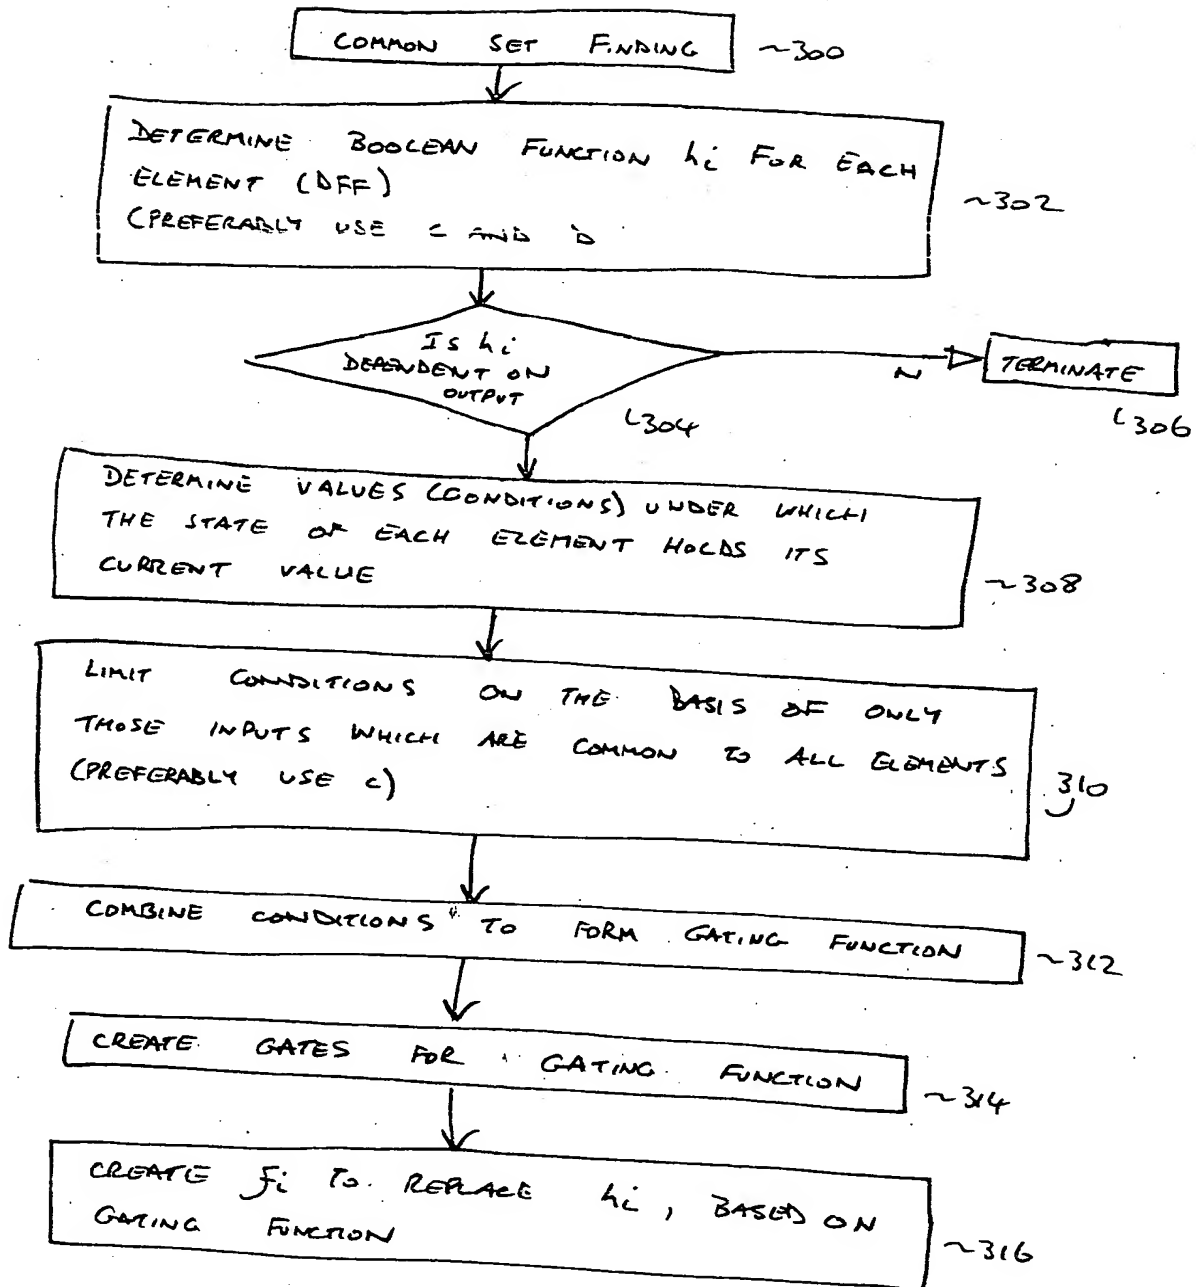 COMMON SET FINDING ~300
DETERMINE BOOLEAN FUNCTION hi FOR EACH
ELEMENT (DFF)
(PREFERABLY USE C AND D
~302
Is hi
DEPENDENT ON
OUTPUT
304
N
TERMINATE
306
DETERMINE VALUES (CONDITIONS) UNDER WHICH
THE STATE OF EACH ELEMENT HOLDS ITS
CURRENT VALUE
~308
LIMIT CONDITIONS ON THE BASIS OF ONLY
THOSE INPUTS WHICH ARE COMMON TO ALL ELEMENTS
(PREFERABLY USE C)
310
COMBINE CONDITIONS TO FORM GATING FUNCTION
~312
CREATE GATES FOR GATING FUNCTION
~314
CREATE fi TO REPLACE hi, BASED ON
GATING FUNCTION
~316